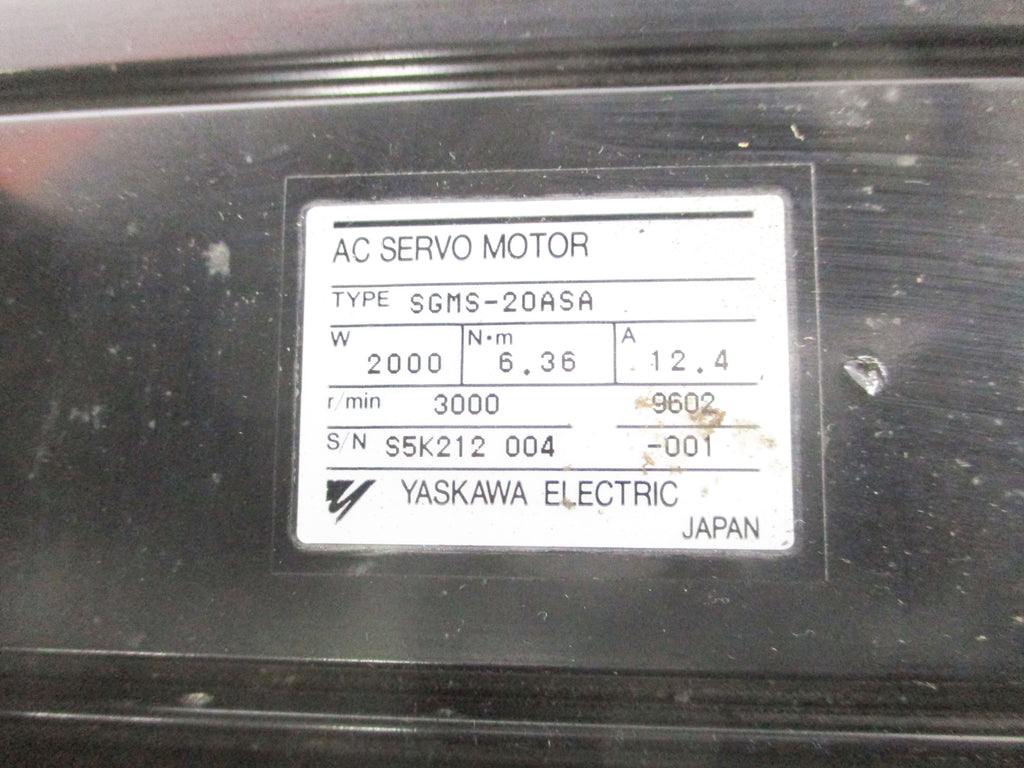 AC SERVO MOTOR
TYPE SGMS-20ASA
W 2000 N·m 6.36 A 12.4
r/min 3000 9602
S/N S5K212 004 -001
YASKAWA ELECTRIC
JAPAN